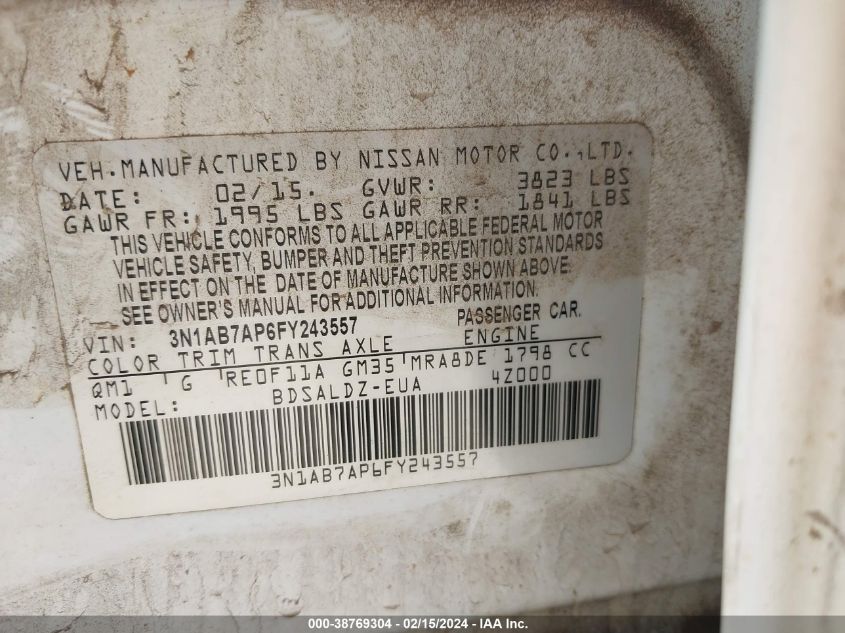 VEH.MANUFACTURED BY NISSAN MOTOR CO.,LTD.
DATE: 02/15. GVWR: 3823 LBS
GAWR FR: 1995 LBS GAWR RR: 1841 LBS
THIS VEHICLE CONFORMS TO ALL APPLICABLE FEDERAL MOTOR
VEHICLE SAFETY, BUMPER AND THEFT PREVENTION STANDARDS
IN EFFECT ON THE DATE OF MANUFACTURE SHOWN ABOVE.
SEE OWNER'S MANUAL FOR ADDITIONAL INFORMATION.
VIN: 3N1AB7AP6FY243557 PASSENGER CAR.
COLOR TRIM TRANS AXLE ENGINE
QM1 G RE0F11A GM35 MRA8DE 1798 CC
MODEL: BDSALDZ-EUA 4Z000
3N1AB7AP6FY243557
000-38769304 - 02/15/2024 - IAA Inc.